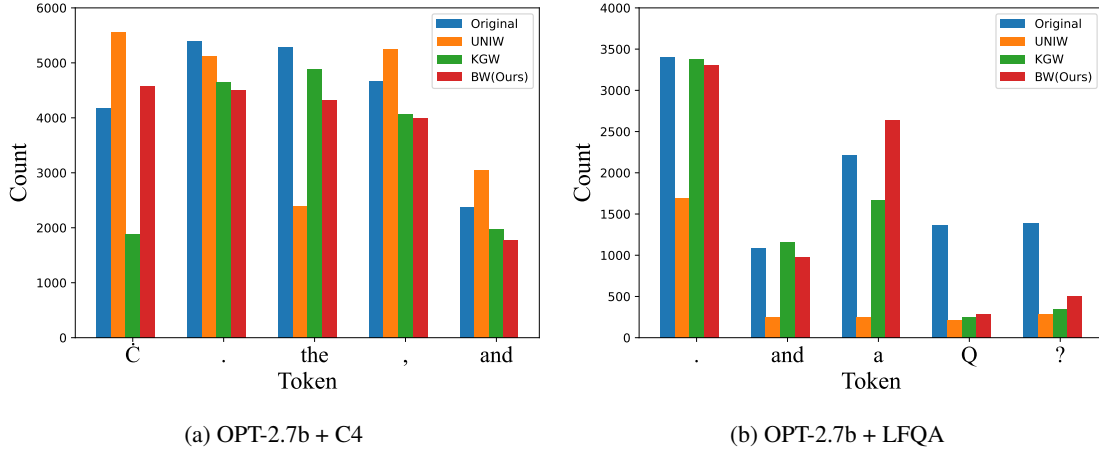 6000
5000
4000
3000
2000
1000
0
Count
Original
UNIW
KGW
BW(Ours)
Ċ . the , and
Token
(a) OPT-2.7b + C4
4000
3500
3000
2500
2000
1500
1000
500
0
Count
Original
UNIW
KGW
BW(Ours)
. and a Q ?
Token
(b) OPT-2.7b + LFQA